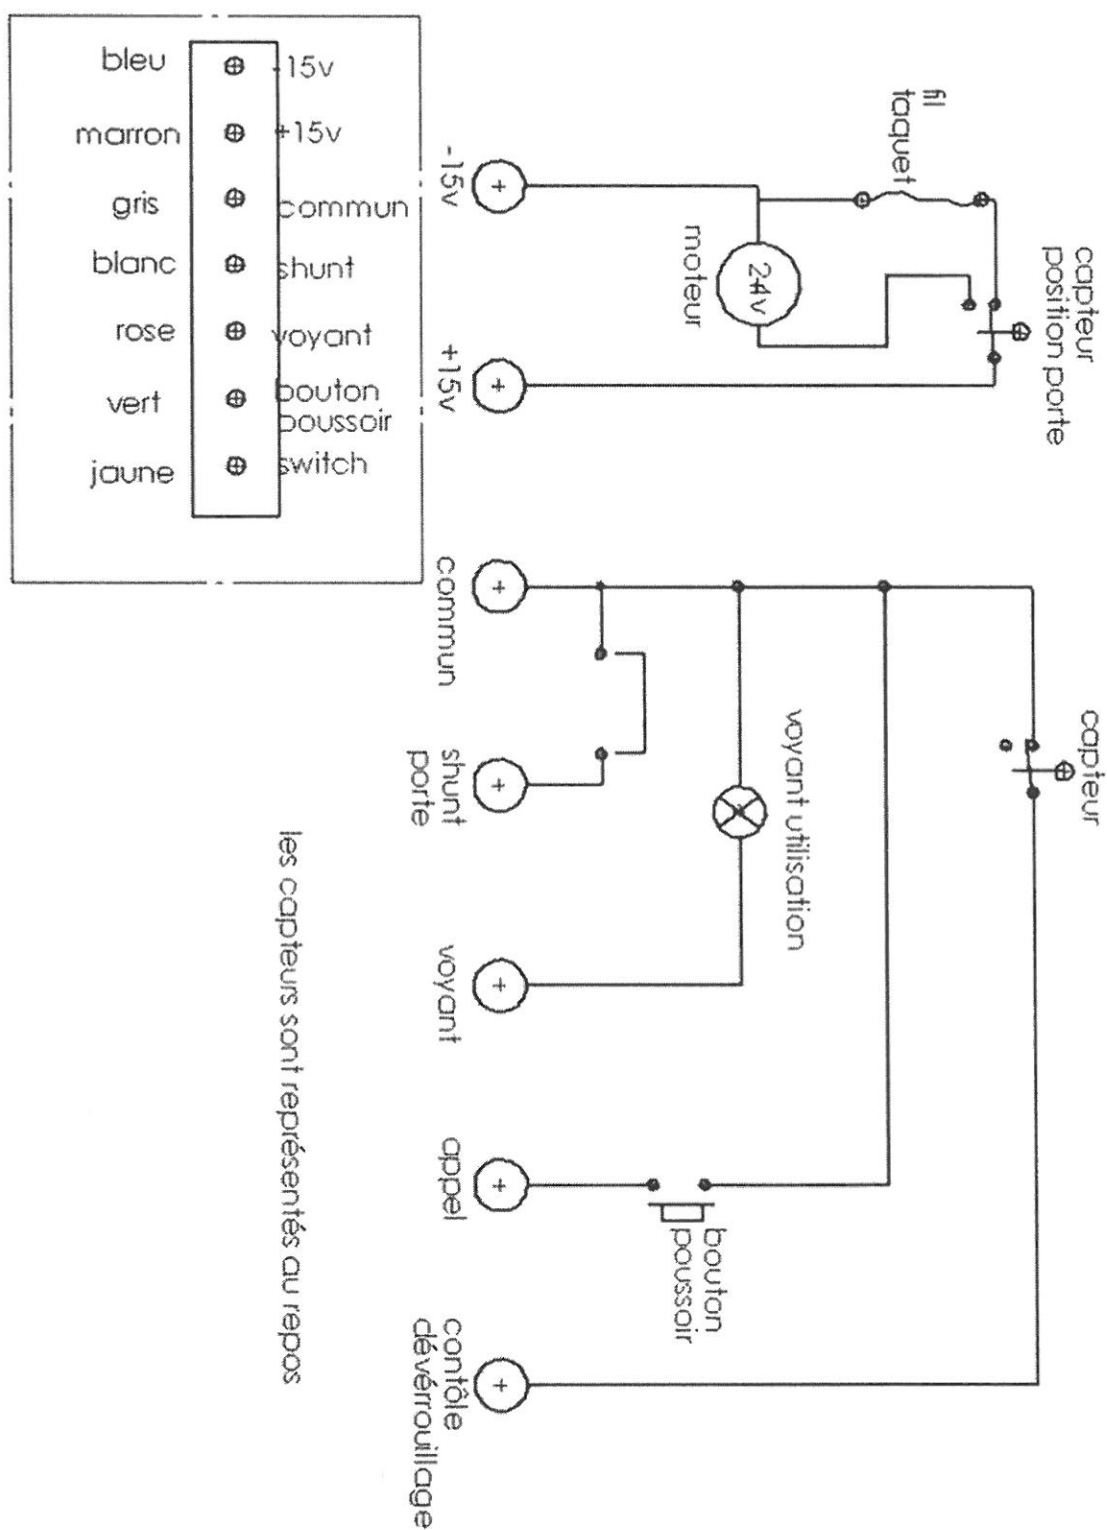 bleu
-15v
marron
+15v
gris
commun
blanc
shunt
rose
voyant
vert
bouton
poussoir
jaune
switch
-15v
+15v
commun
shunt
porte
voyant
appel
contôle
dévérrouillage
moteur
24v
fil
taquet
capteur
position porte
voyant utilisation
bouton
poussoir
capteur
les capteurs sont représentés au repos